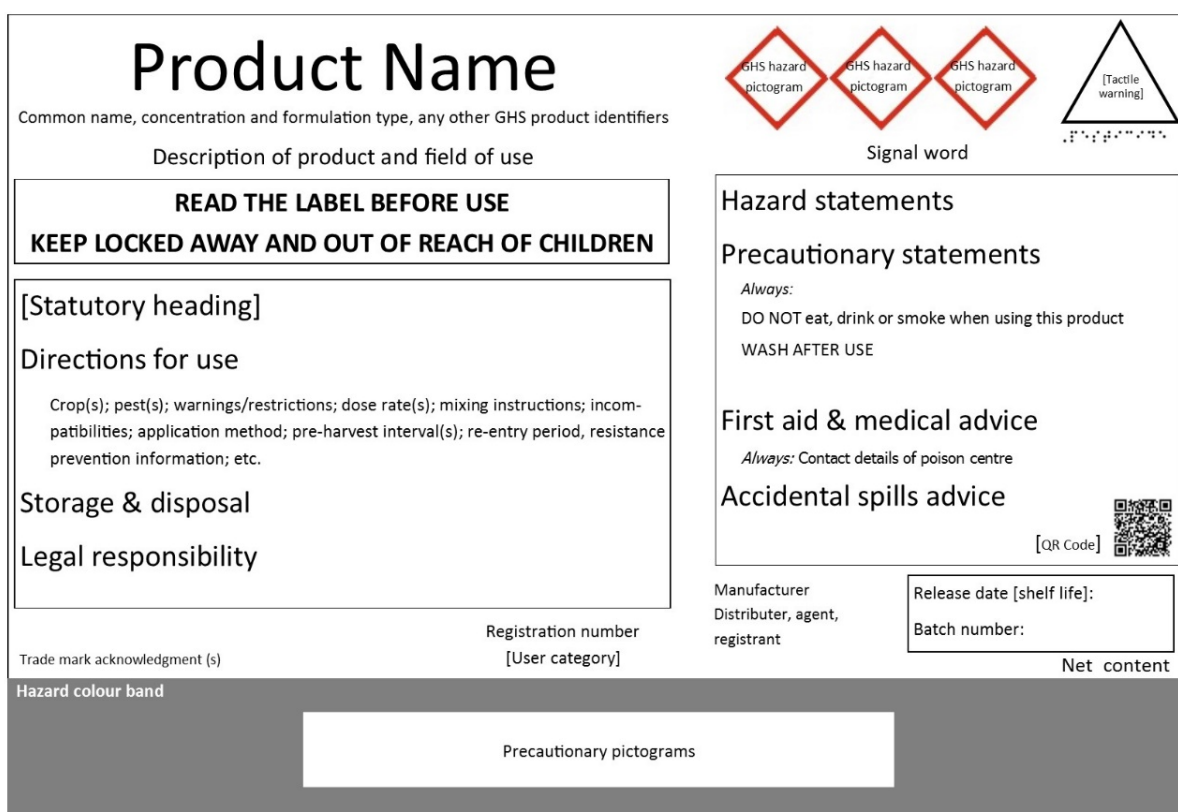 Product Name
Common name, concentration and formulation type, any other GHS product identifiers
Description of product and field of use
READ THE LABEL BEFORE USE
KEEP LOCKED AWAY AND OUT OF REACH OF CHILDREN
[Statutory heading]
Directions for use
Crop(s); pest(s); warnings/restrictions; dose rate(s); mixing instructions; incom-
patibilities; application method; pre-harvest interval(s); re-entry period, resistance
prevention information; etc.
Storage & disposal
Legal responsibility
Registration number
[User category]
Trade mark acknowledgment (s)
GHS hazard
pictogram
GHS hazard
pictogram
GHS hazard
pictogram
[Tactile
warning]
⠠⠏⠑⠎⠞⠊⠉⠊⠙⠑
Signal word
Hazard statements
Precautionary statements
Always:
DO NOT eat, drink or smoke when using this product
WASH AFTER USE
First aid & medical advice
Always: Contact details of poison centre
Accidental spills advice
[QR Code]
Manufacturer
Distributer, agent,
registrant
Release date [shelf life]:
Batch number:
Net content
Hazard colour band
Precautionary pictograms